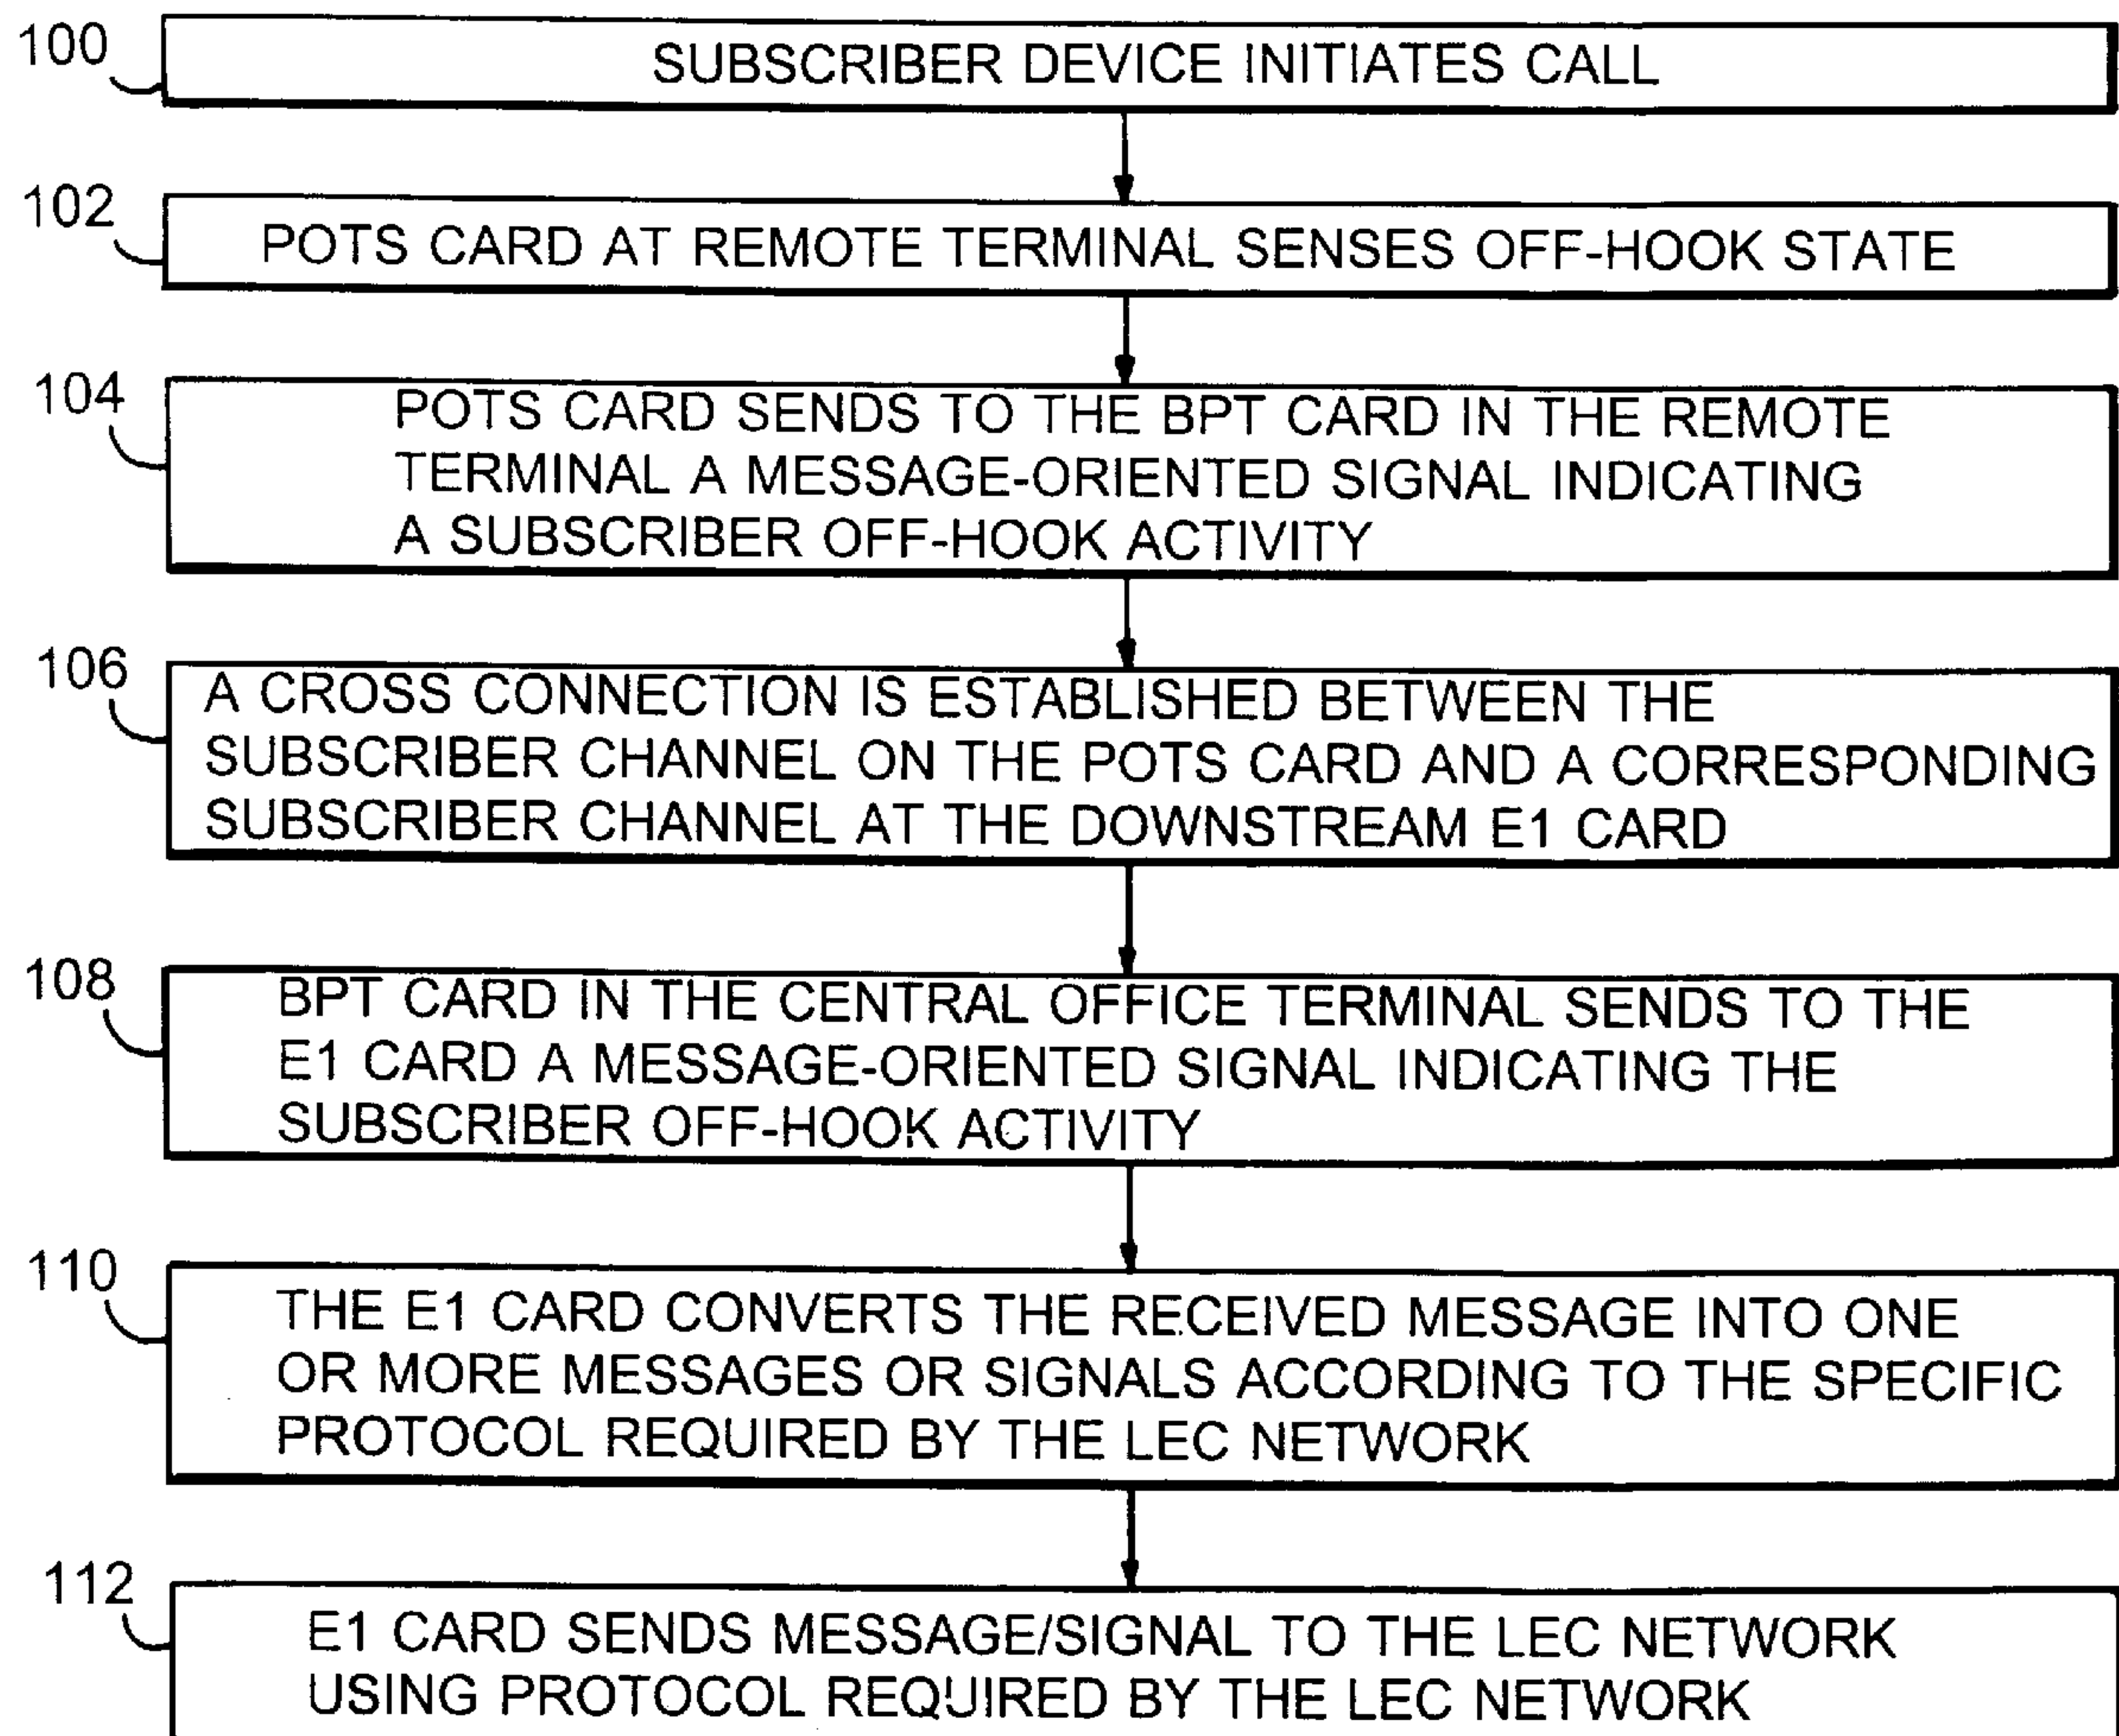 100
SUBSCRIBER DEVICE INITIATES CALL
102
POTS CARD AT REMOTE TERMINAL SENSES OFF-HOOK STATE
104
POTS CARD SENDS TO THE BPT CARD IN THE REMOTE
TERMINAL A MESSAGE-ORIENTED SIGNAL INDICATING
A SUBSCRIBER OFF-HOOK ACTIVITY
106
A CROSS CONNECTION IS ESTABLISHED BETWEEN THE
SUBSCRIBER CHANNEL ON THE POTS CARD AND A CORRESPONDING
SUBSCRIBER CHANNEL AT THE DOWNSTREAM E1 CARD
108
BPT CARD IN THE CENTRAL OFFICE TERMINAL SENDS TO THE
E1 CARD A MESSAGE-ORIENTED SIGNAL INDICATING THE
SUBSCRIBER OFF-HOOK ACTIVITY
110
THE E1 CARD CONVERTS THE RECEIVED MESSAGE INTO ONE
OR MORE MESSAGES OR SIGNALS ACCORDING TO THE SPECIFIC
PROTOCOL REQUIRED BY THE LEC NETWORK
112
E1 CARD SENDS MESSAGE/SIGNAL TO THE LEC NETWORK
USING PROTOCOL REQUIRED BY THE LEC NETWORK